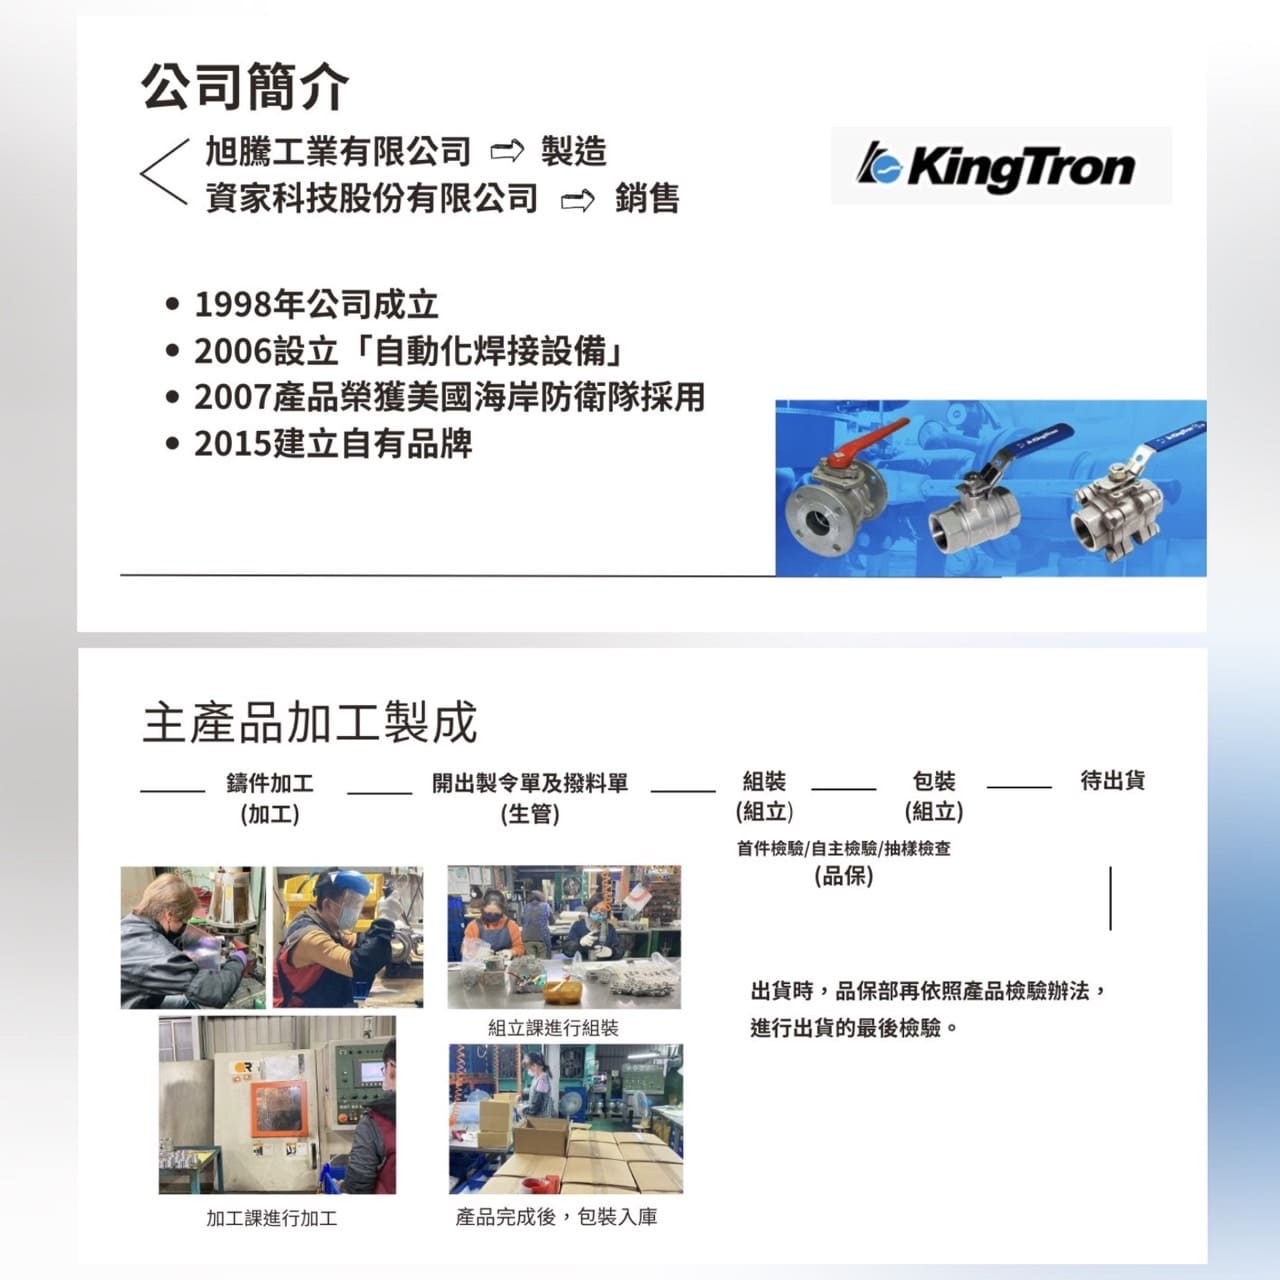 公司簡介
旭騰工業有限公司 ⇨ 製造
資家科技股份有限公司 ⇨ 銷售
KingTron
• 1998年公司成立
• 2006設立「自動化焊接設備」
• 2007產品榮獲美國海岸防衛隊採用
• 2015建立自有品牌
主產品加工製成
鑄件加工
(加工)
開出製令單及撥料單
(生管)
組裝
(組立)
包裝
(組立)
待出貨
首件檢驗/自主檢驗/抽樣檢查
(品保)
組立課進行組裝
出貨時，品保部再依照產品檢驗辦法，
進行出貨的最後檢驗。
加工課進行加工
產品完成後，包裝入庫